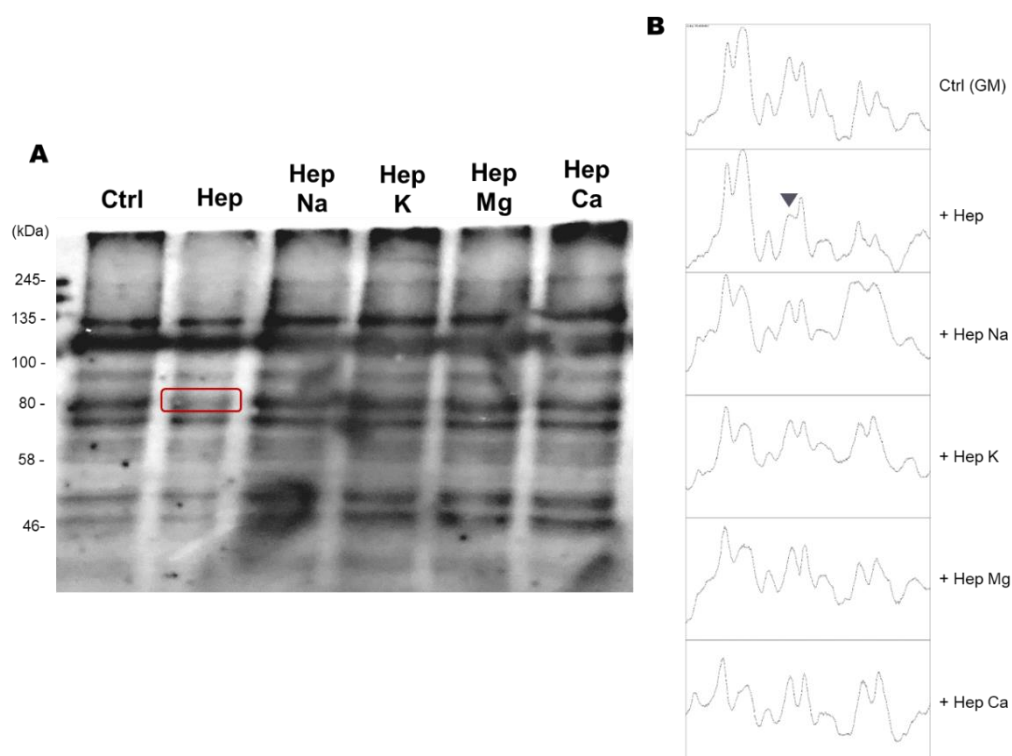 A
Ctrl
Hep
Hep
Na
Hep
K
Hep
Mg
Hep
Ca
(kDa)
245-
135 -
100 -
80 -
58 -
46-
B
Ctrl (GM)
+ Hep
+ Hep Na
+ Hep K
+ Hep Mg
+ Hep Ca